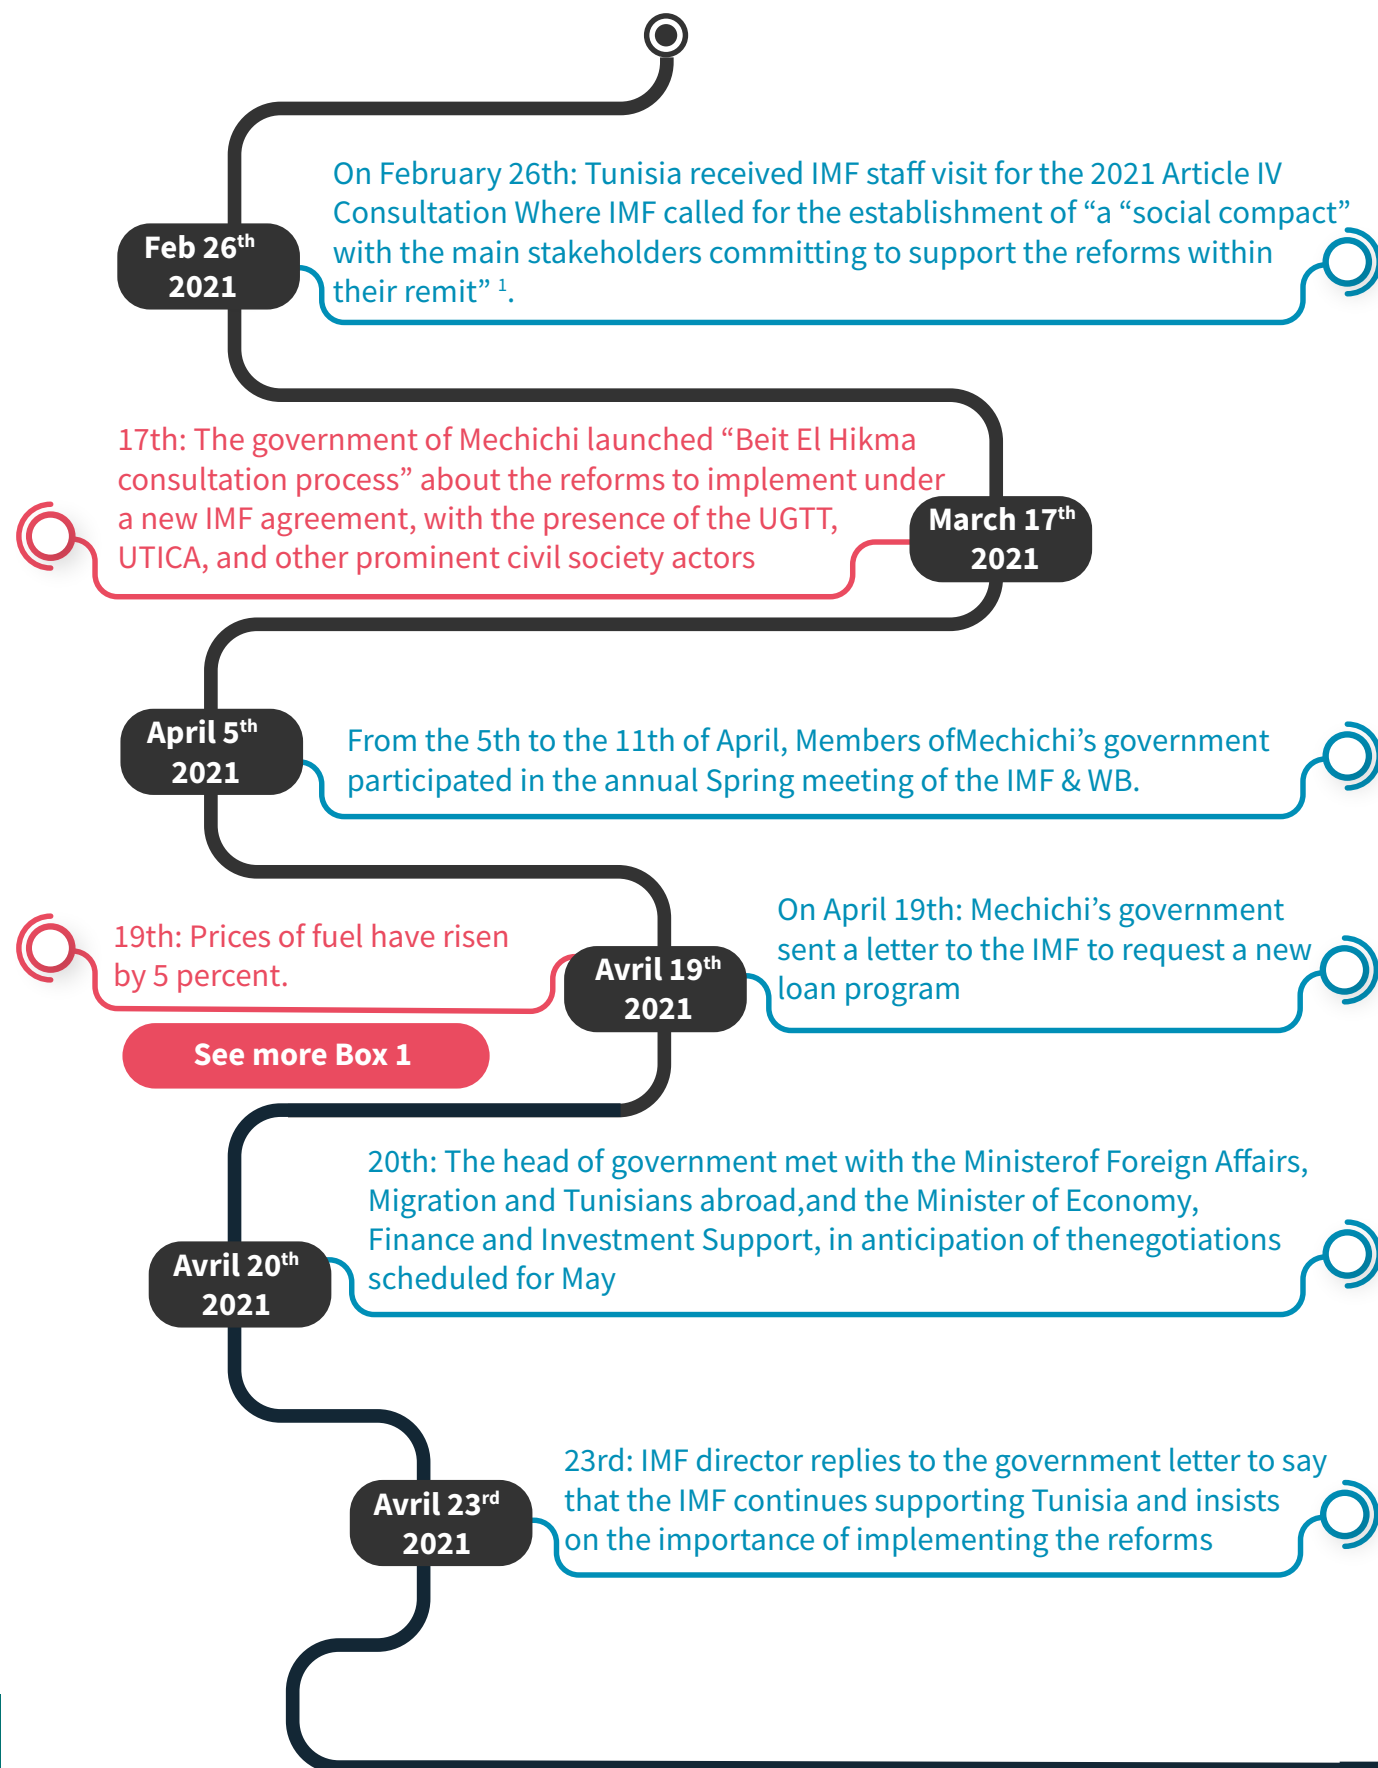 On February 26th: Tunisia received IMF staff visit for the 2021 Article IV
Consultation Where IMF called for the establishment of “a “social compact”
with the main stakeholders committing to support the reforms within
their remit” 1.
Feb 26th
2021
17th: The government of Mechichi launched “Beit El Hikma
consultation process” about the reforms to implement under
a new IMF agreement, with the presence of the UGTT,
UTICA, and other prominent civil society actors
March 17th
2021
April 5th
2021
From the 5th to the 11th of April, Members ofMechichi’s government
participated in the annual Spring meeting of the IMF & WB.
19th: Prices of fuel have risen
by 5 percent.
See more Box 1
Avril 19th
2021
On April 19th: Mechichi’s government
sent a letter to the IMF to request a new
loan program
20th: The head of government met with the Ministerof Foreign Affairs,
Migration and Tunisians abroad,and the Minister of Economy,
Finance and Investment Support, in anticipation of thenegotiations
scheduled for May
Avril 20th
2021
23rd: IMF director replies to the government letter to say
that the IMF continues supporting Tunisia and insists
on the importance of implementing the reforms
Avril 23rd
2021